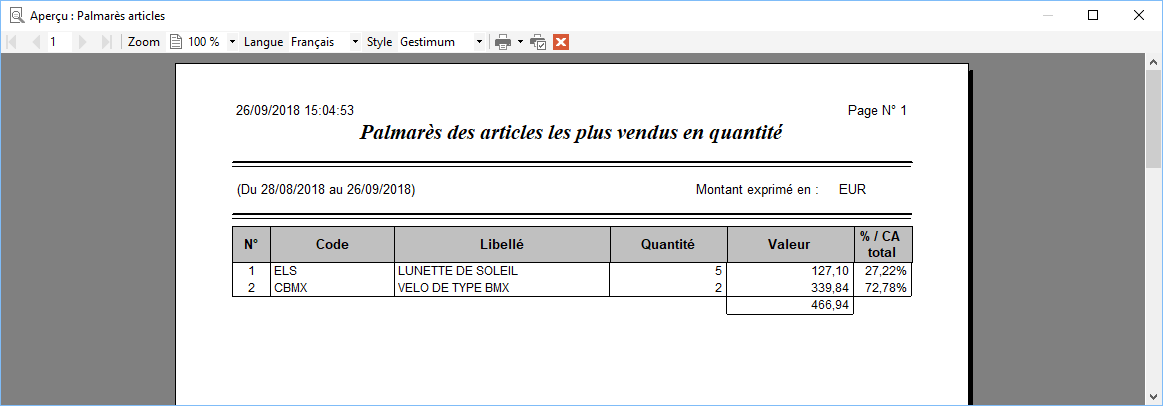 Aperçu : Palmarès articles
1 Zoom 100 % Langue Français Style Gestimum
26/09/2018 15:04:53 Page N° 1
Palmarès des articles les plus vendus en quantité
(Du 28/08/2018 au 26/09/2018) Montant exprimé en : EUR
N° Code Libellé Quantité Valeur % / CA total
1 ELS LUNETTE DE SOLEIL 5 127,10 27,22%
2 CBMX VELO DE TYPE BMX 2 339,84 72,78%
466,94